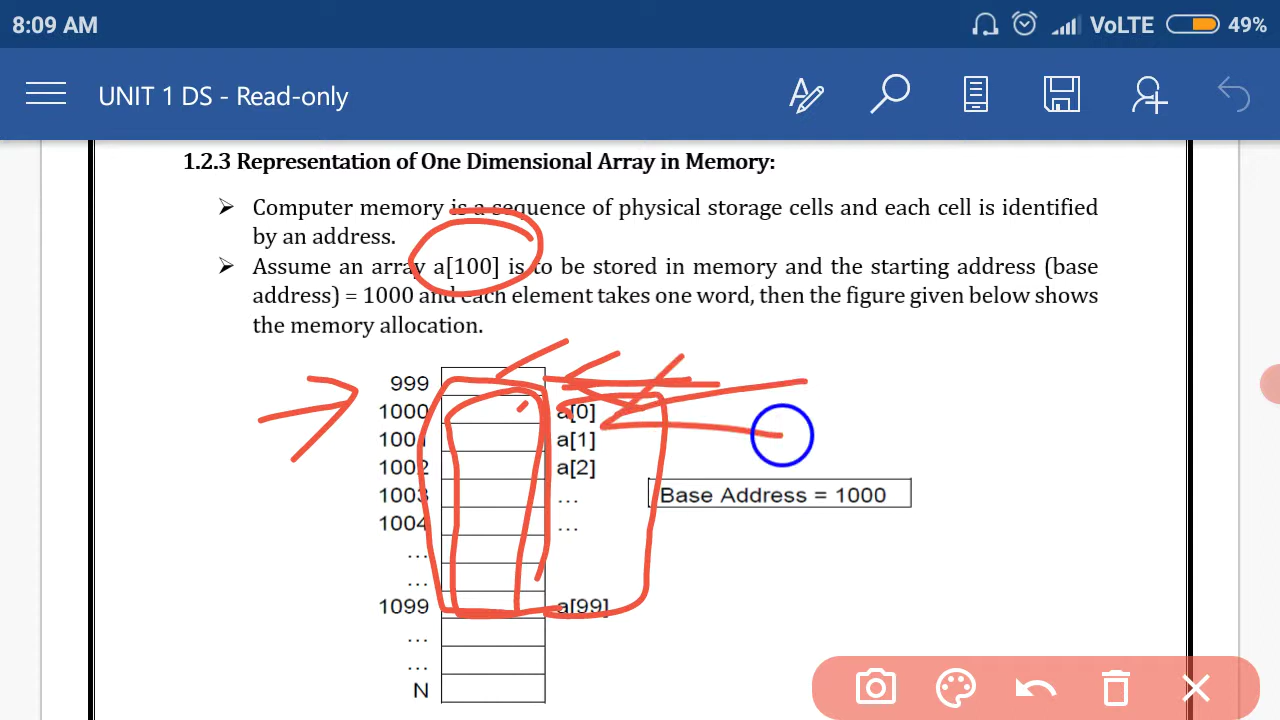 8:09 AM VoLTE 49%
UNIT 1 DS - Read-only
1.2.3 Representation of One Dimensional Array in Memory:
➢ Computer memory is a sequence of physical storage cells and each cell is identified
by an address.
➢ Assume an array a[100] is to be stored in memory and the starting address (base
address) = 1000 and each element takes one word, then the figure given below shows
the memory allocation.
999
1000 a[0]
1001 a[1]
1002 a[2]
1003 ...
1004 ...
...
...
1099 a[99]
...
...
N
Base Address = 1000